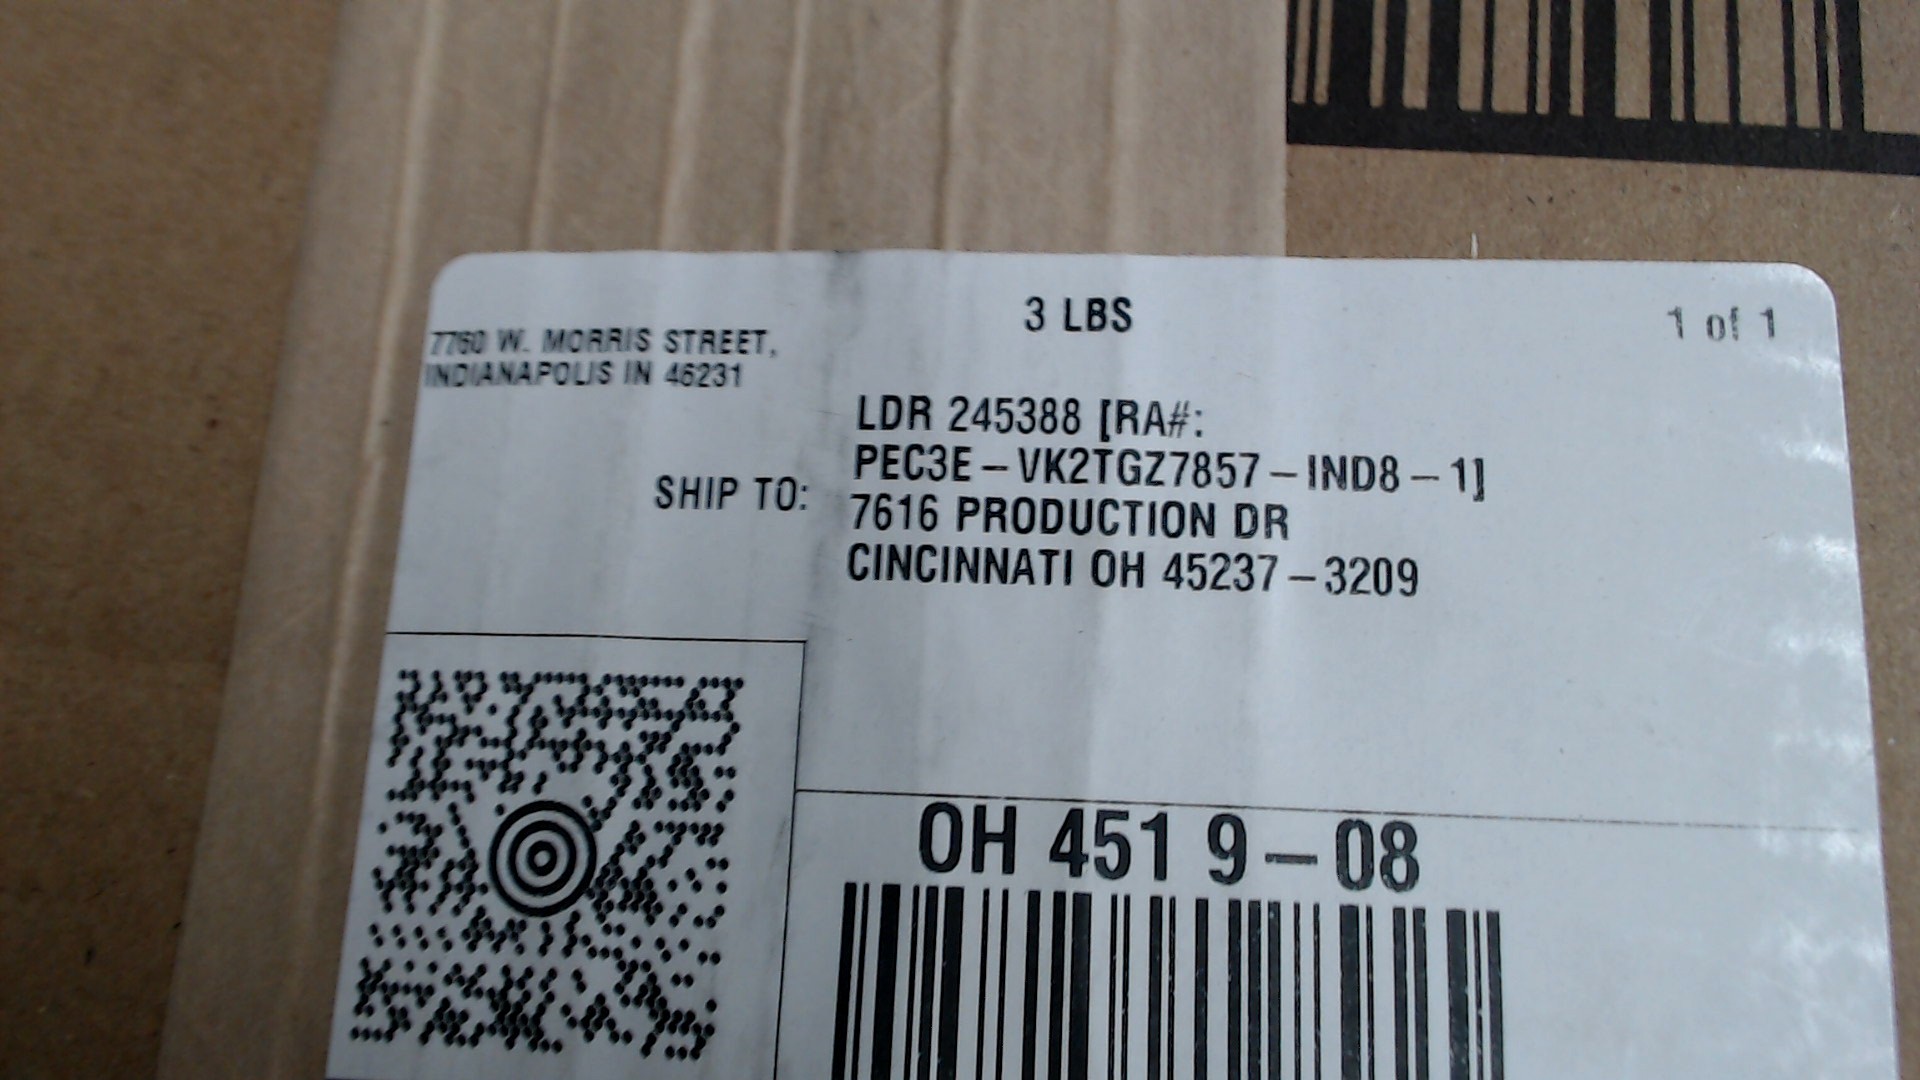 3 LBS
1 of 1
7760 W. MORRIS STREET,
INDIANAPOLIS IN 46231
LDR 245388 [RA#:
PEC3E-VK2TGZ7857-IND8-1]
SHIP TO:
7616 PRODUCTION DR
CINCINNATI OH 45237-3209
OH 451 9-08